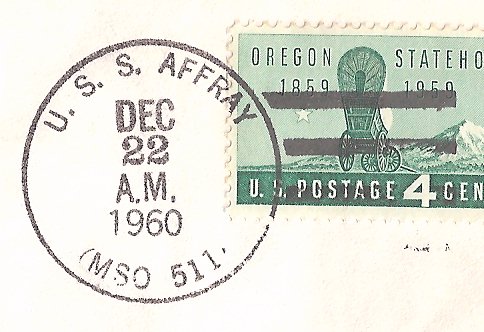 U. S. S. AFFRAY
DEC
22
A.M.
1960
(MSO 511)
OREGON STATEHO
1859 1959
U.S. POSTAGE 4 CEN